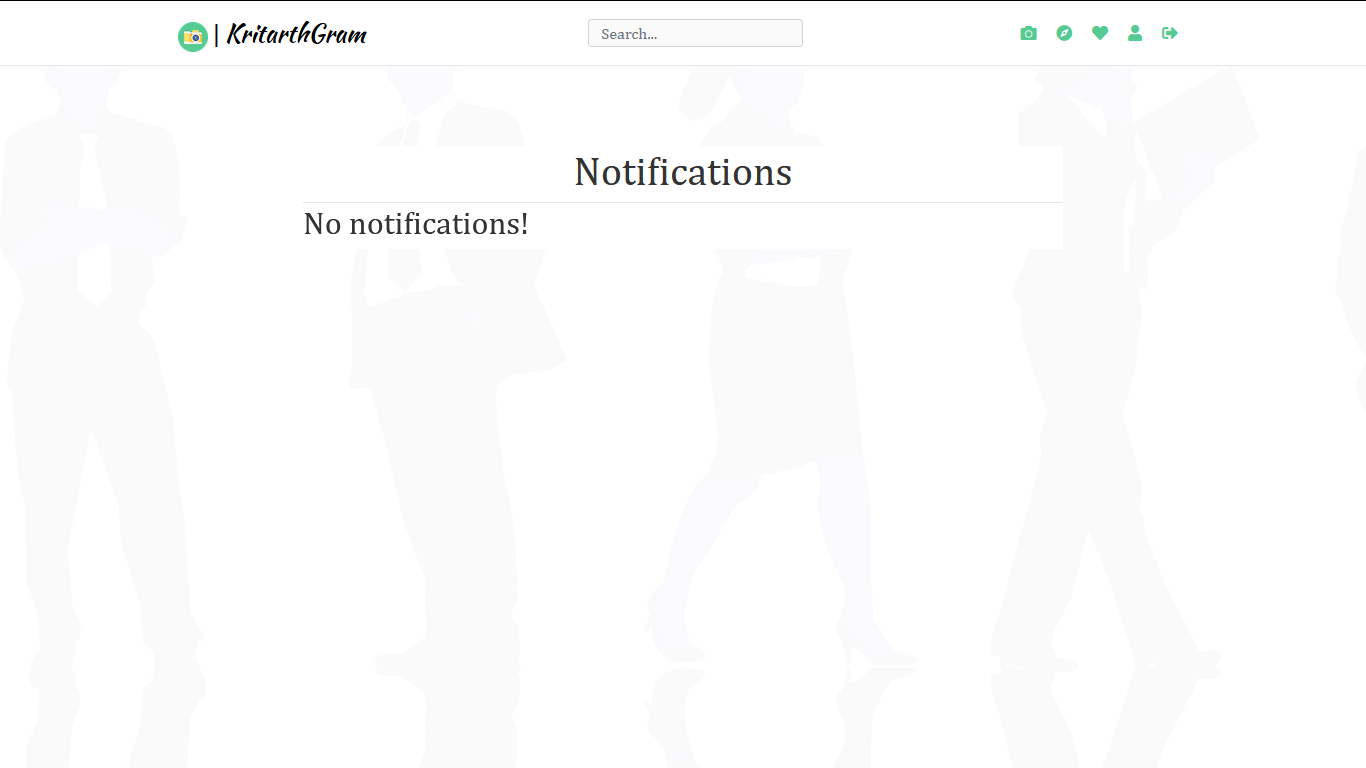 | KritarthGram
Search...
Notifications
No notifications!